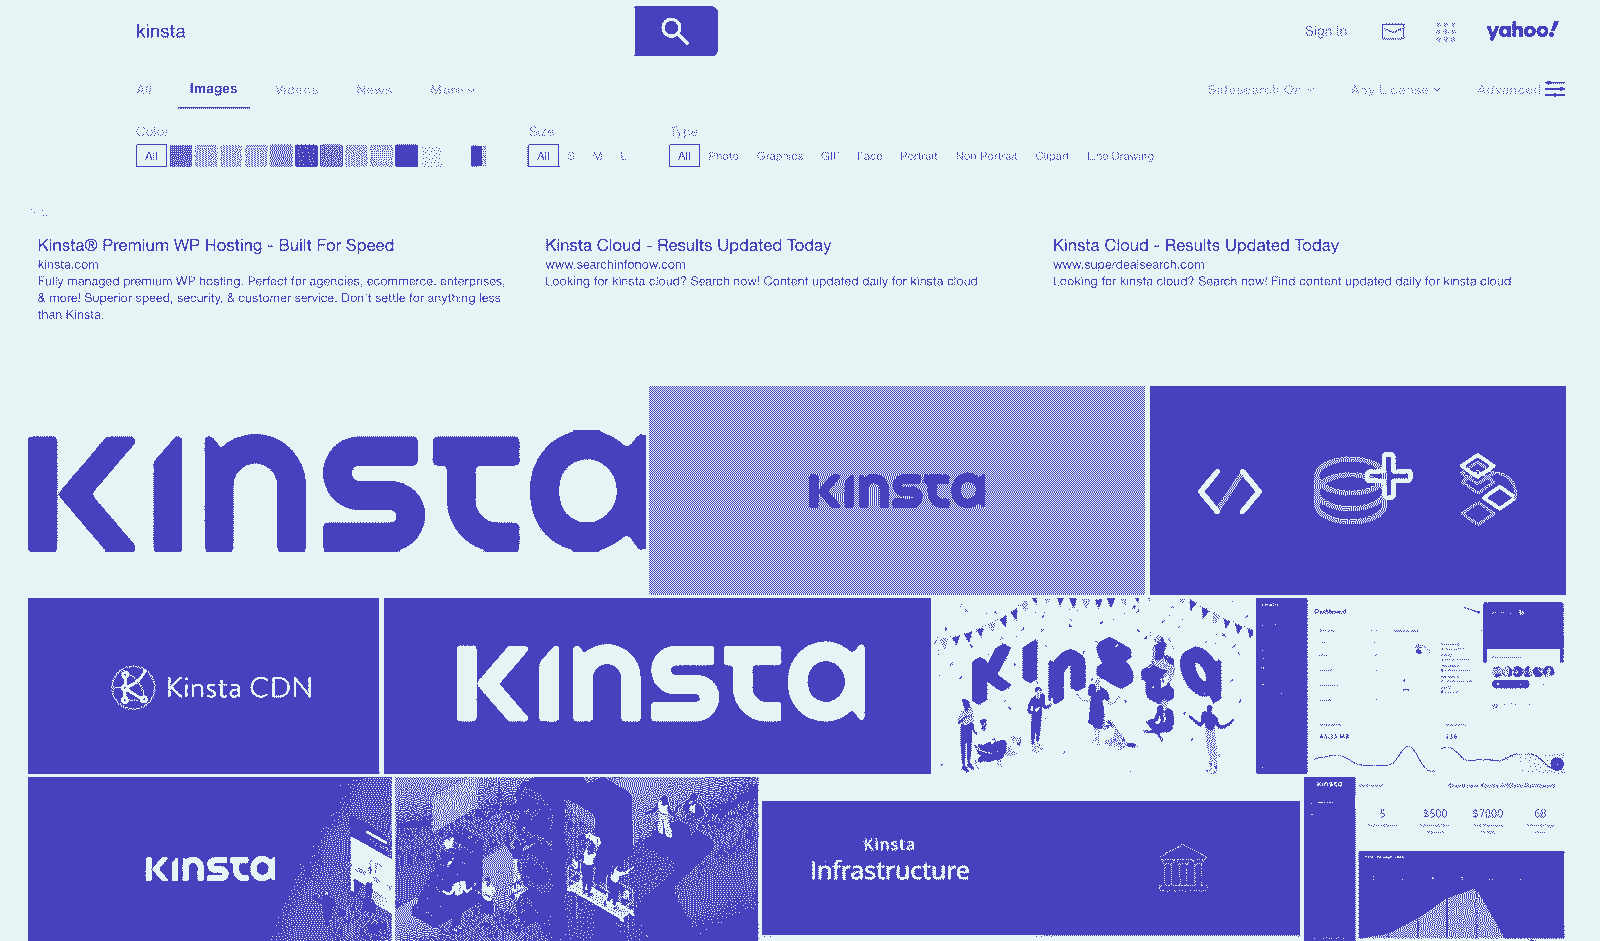 kinsta
Sign In
yahoo!
All Images Videos News More
Safesearch On Any License Advanced
Color Size Type
All
All S M L
All Photo Graphics GIF Face Portrait Non Portrait Clipart Line Drawing
Kinsta® Premium WP Hosting - Built For Speed
kinsta.com
Fully managed premium WP hosting. Perfect for agencies, ecommerce, enterprises,
& more! Superior speed, security, & customer service. Don't settle for anything less
than Kinsta.
Kinsta Cloud - Results Updated Today
www.searchinfonow.com
Looking for kinsta cloud? Search now! Content updated daily for kinsta cloud
Kinsta Cloud - Results Updated Today
www.superdealsearch.com
Looking for kinsta cloud? Search now! Find content updated daily for kinsta cloud
KINSTA
KINSTA
Kinsta CDN
KINSTA
Kinsta
Dashboard
KINSTA
Kinsta
Infrastructure
KINSTA
5 $500 $7000 68